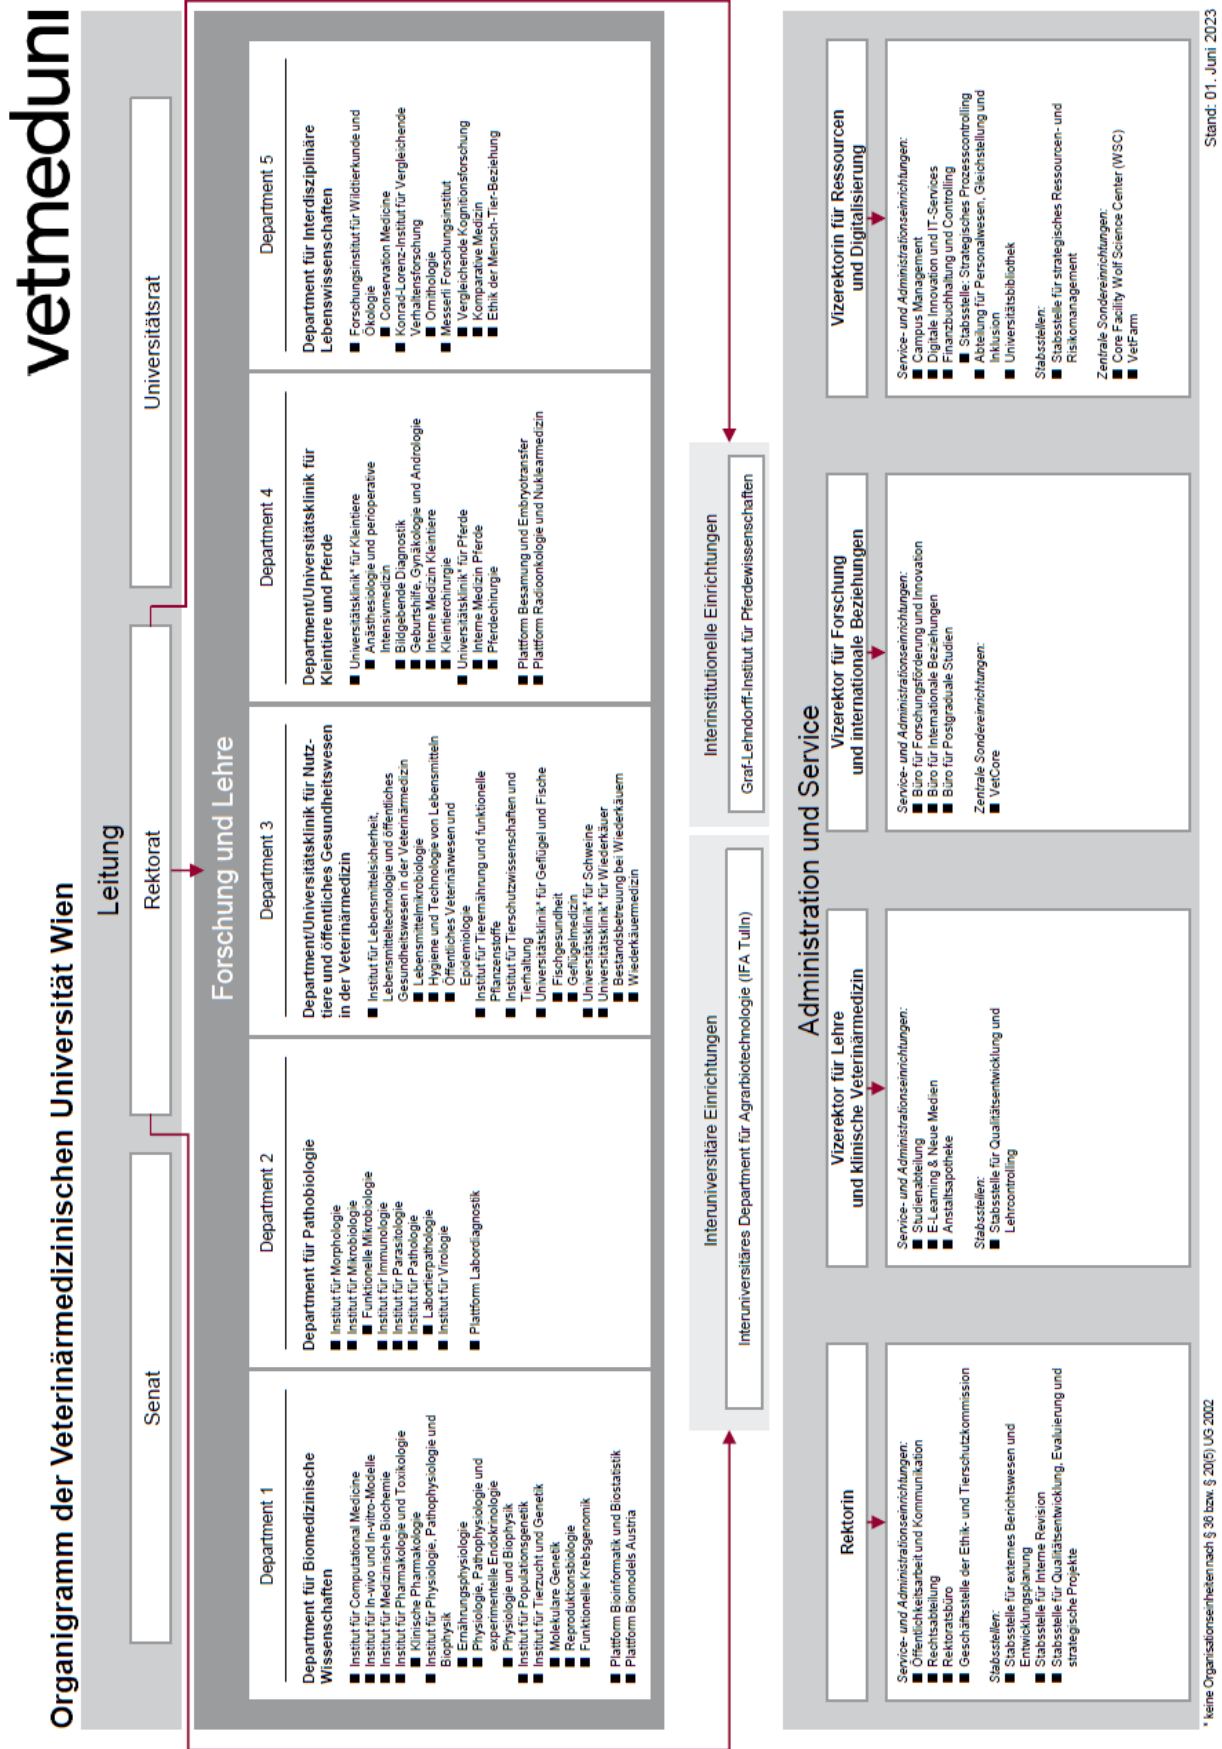 Organigramm der Veterinärmedizinischen Universität Wien
vetmeduni
Leitung
Senat
Rektorat
Universitätsrat
Forschung und Lehre
Department 1
Department für Biomedizinische
Wissenschaften
■ Institut für Computational Medicine
■ Institut für In-vivo und In-vitro-Modelle
■ Institut für Medizinische Biochemie
■ Institut für Pharmakologie und Toxikologie
■ Klinische Pharmakologie
■ Institut für Physiologie, Pathophysiologie und
Biophysik
■ Ernährungsphysiologie
■ Physiologie, Pathophysiologie und
experimentelle Endokrinologie
■ Physiologie und Biophysik
■ Institut für Populationsgenetik
■ Institut für Tierzucht und Genetik
■ Molekulare Genetik
■ Reproduktionsbiologie
■ Funktionelle Krebsgenomik
■ Plattform Bioinformatik und Biostatistik
■ Plattform Biomodels Austria
Department 2
Department für Pathobiologie
■ Institut für Morphologie
■ Institut für Mikrobiologie
■ Funktionelle Mikrobiologie
■ Institut für Immunologie
■ Institut für Parasitologie
■ Institut für Pathologie
■ Labortierpathologie
■ Institut für Virologie
■ Plattform Labordiagnostik
Department 3
Department/Universitätsklinik für Nutz-
tiere und öffentliches Gesundheitswesen
in der Veterinärmedizin
■ Institut für Lebensmittelsicherheit,
Lebensmitteltechnologie und öffentliches
Gesundheitswesen in der Veterinärmedizin
■ Lebensmittelmikrobiologie
■ Hygiene und Technologie von Lebensmitteln
■ Öffentliches Veterinärwesen und
Epidemiologie
■ Institut für Tierernährung und funktionelle
Pflanzenstoffe
■ Institut für Tierschutzwissenschaften und
Tierhaltung
■ Universitätsklinik* für Geflügel und Fische
■ Fischgesundheit
■ Geflügelmedizin
■ Universitätsklinik* für Schweine
■ Universitätsklinik* für Wiederkäuer
■ Bestandsbetreuung bei Wiederkäuern
■ Wiederkäuermedizin
Department 4
Department/Universitätsklinik für
Kleintiere und Pferde
■ Universitätsklinik* für Kleintiere
■ Anästhesiologie und perioperative
Intensivmedizin
■ Bildgebende Diagnostik
■ Geburtshilfe, Gynäkologie und Andrologie
■ Interne Medizin Kleintiere
■ Kleintierchirurgie
■ Universitätsklinik* für Pferde
■ Interne Medizin Pferde
■ Pferdechirurgie
■ Plattform Besamung und Embryotransfer
■ Plattform Radioonkologie und Nuklearmedizin
Department 5
Department für Interdisziplinäre
Lebenswissenschaften
■ Forschungsinstitut für Wildtierkunde und
Ökologie
■ Conservation Medicine
■ Konrad-Lorenz-Institut für Vergleichende
Verhaltensforschung
■ Ornithologie
■ Messerli Forschungsinstitut
■ Vergleichende Kognitionsforschung
■ Komparative Medizin
■ Ethik der Mensch-Tier-Beziehung
Interuniversitäre Einrichtungen
Interuniversitäres Department für Agrarbiotechnologie (IFA Tulln)
Interinstitutionelle Einrichtungen
Graf-Lehndorff-Institut für Pferdewissenschaften
Administration und Service
Rektorin
Service- und Administrationseinrichtungen:
■ Öffentlichkeitsarbeit und Kommunikation
■ Rechtsabteilung
■ Rektoratsbüro
■ Geschäftsstelle der Ethik- und Tierschutzkommission
Stabsstellen:
■ Stabsstelle für externes Berichtswesen und
Entwicklungsplanung
■ Stabsstelle für Interne Revision
■ Stabsstelle für Qualitätsentwicklung, Evaluierung und
strategische Projekte
Vizerektor für Lehre
und klinische Veterinärmedizin
Service- und Administrationseinrichtungen:
■ Studienabteilung
■ E-Learning & Neue Medien
■ Anstaltsapotheke
Stabsstellen:
■ Stabsstelle für Qualitätsentwicklung und
Lehrcontrolling
Vizerektor für Forschung
und internationale Beziehungen
Service- und Administrationseinrichtungen:
■ Büro für Forschungsförderung und Innovation
■ Büro für Internationale Beziehungen
■ Büro für Postgraduale Studien
Zentrale Sondereinrichtungen:
■ VetCore
Vizerektorin für Ressourcen
und Digitalisierung
Service- und Administrationseinrichtungen:
■ Campus Management
■ Digitale Innovation und IT-Services
■ Finanzbuchhaltung und Controlling
■ Stabsstelle: Strategisches Prozesscontrolling
■ Abteilung für Personalwesen, Gleichstellung und
Inklusion
■ Universitätsbibliothek
Stabsstellen:
■ Stabsstelle für strategisches Ressourcen- und
Risikomanagement
Zentrale Sondereinrichtungen:
■ Core Facility Wolf Science Center (WSC)
■ VetFarm
* keine Organisationseinheiten nach § 36 bzw. § 20(5) UG 2002
Stand: 01. Juni 2023